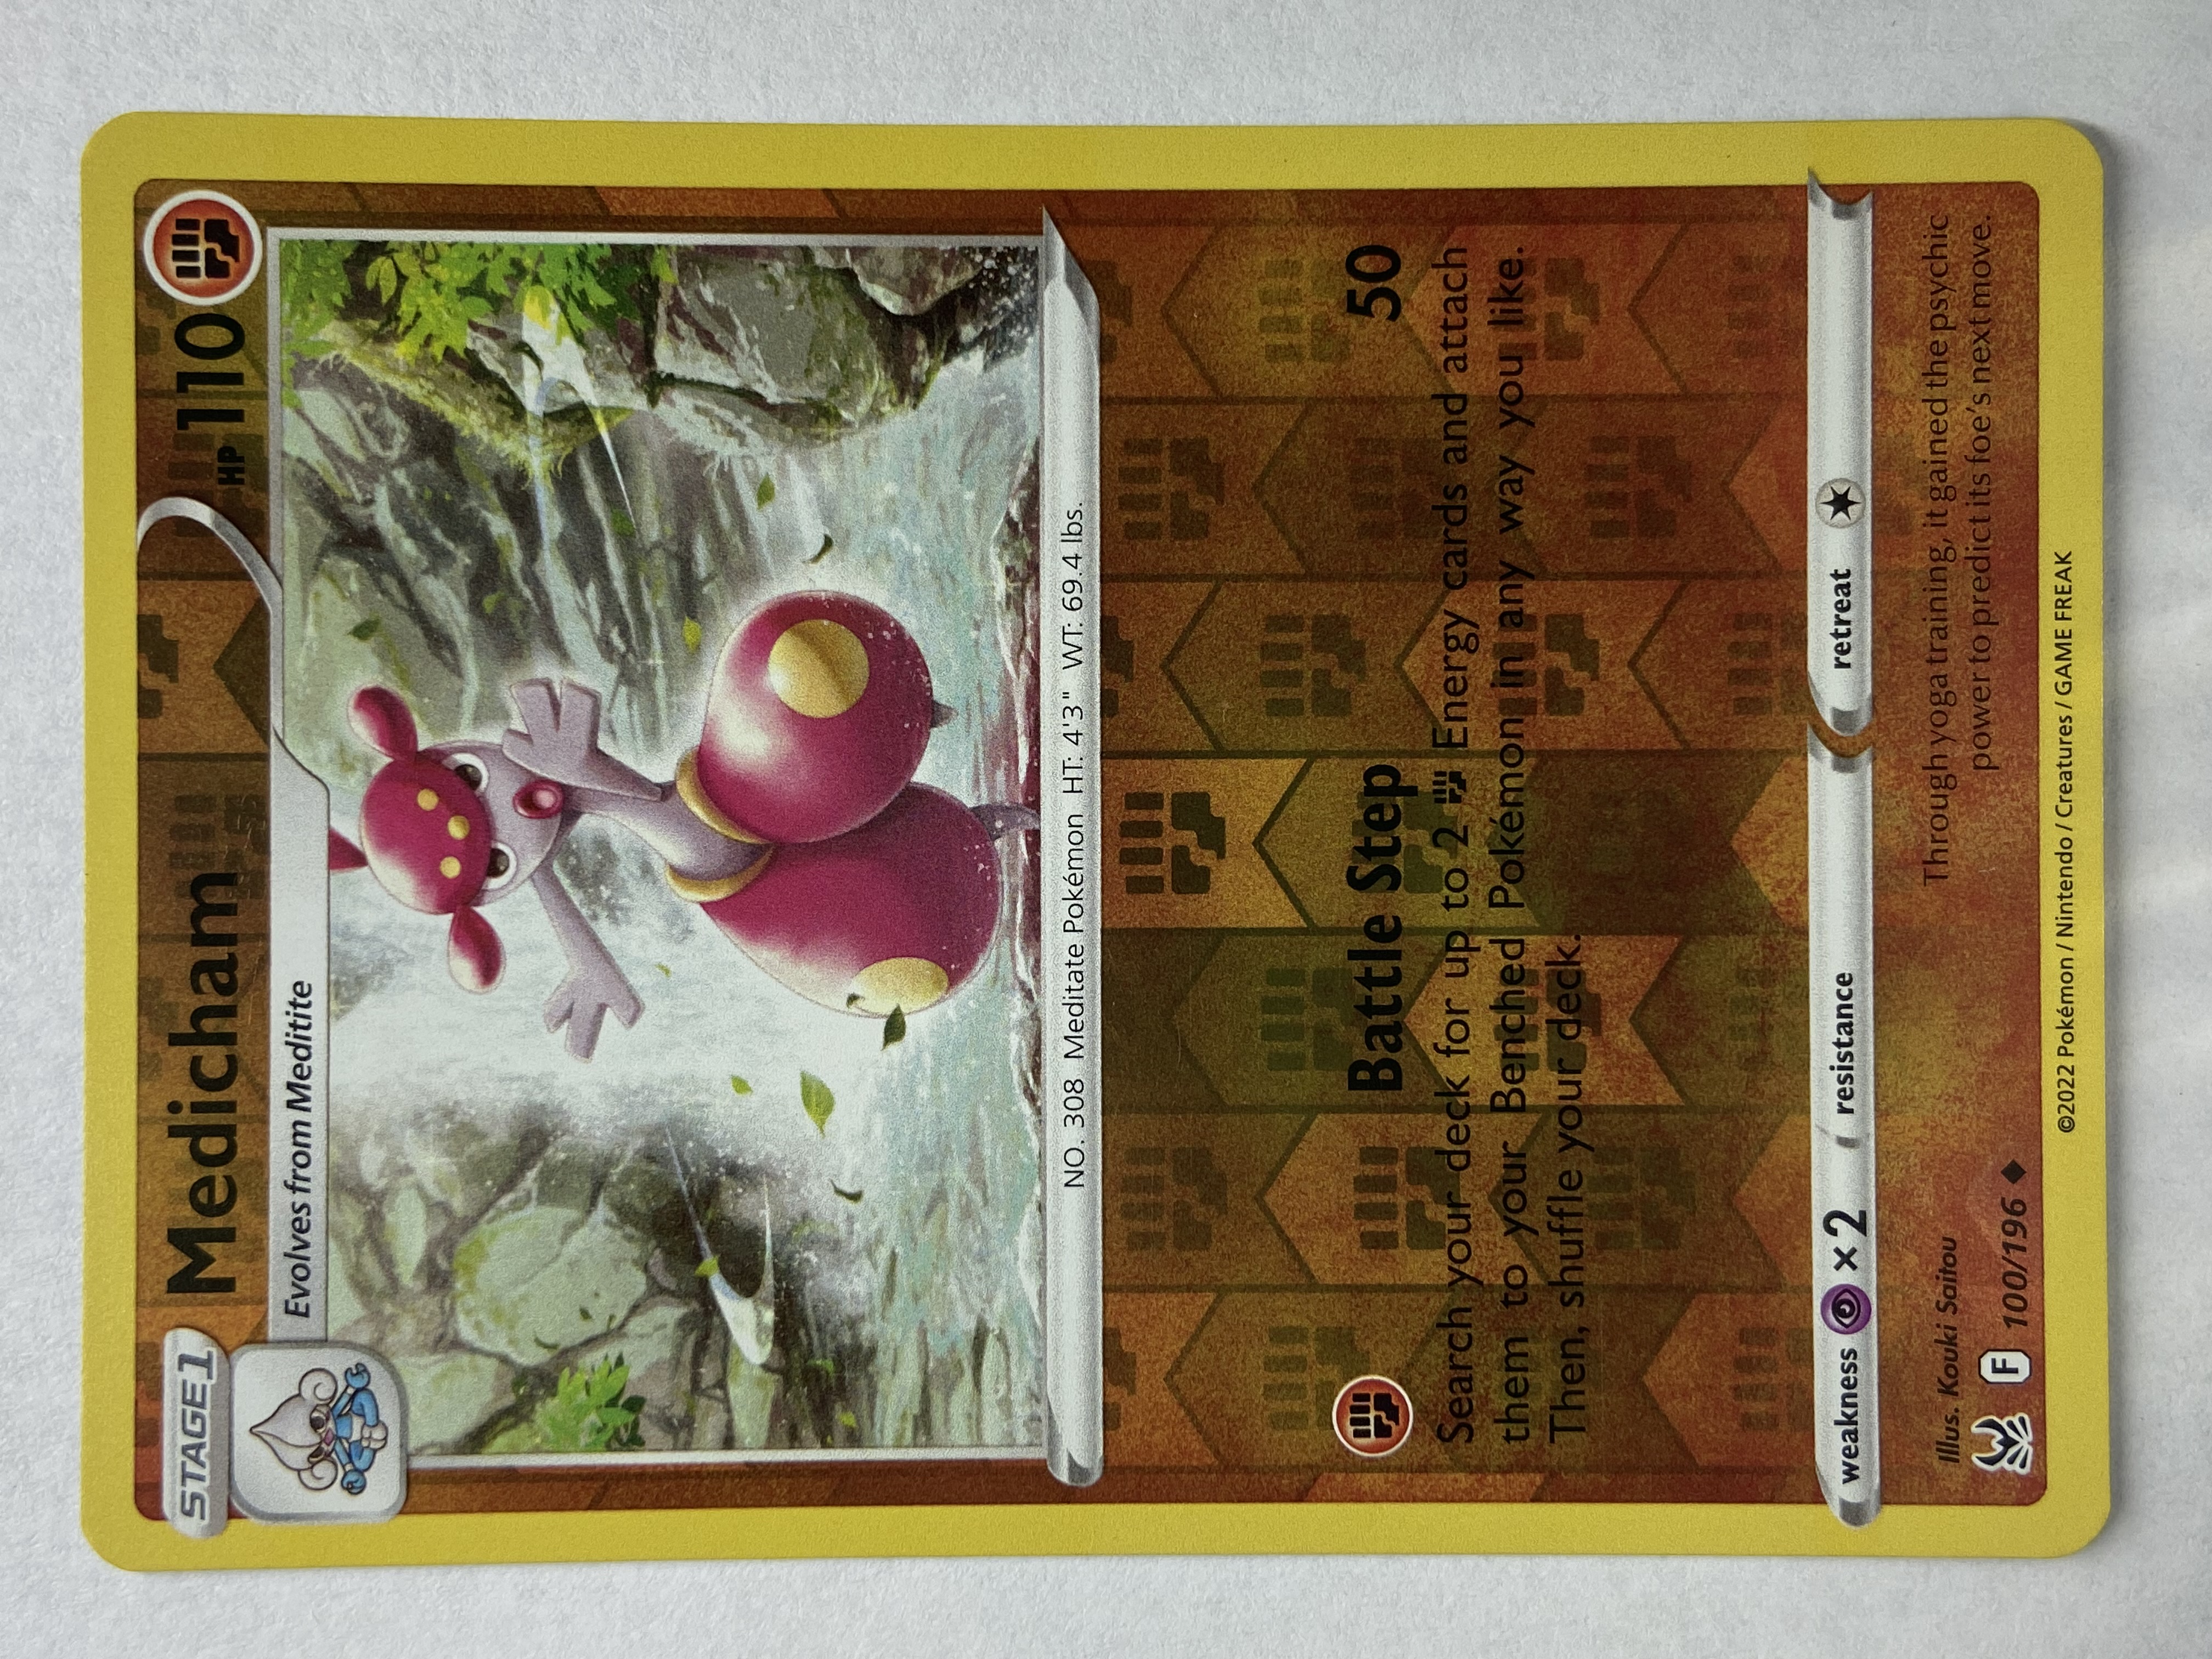 STAGE 1
Medicham
HP 110
Evolves from Meditite
NO. 308 Meditate Pokémon HT: 4'3" WT: 69.4 lbs.
Battle Step 50
Search your deck for up to 2 Energy cards and attach
them to your Benched Pokémon in any way you like.
Then, shuffle your deck.
weakness ×2 resistance retreat
Illus. Kouki Saitou
Through yoga training, it gained the psychic
power to predict its foe's next move.
F 100/196
©2022 Pokémon / Nintendo / Creatures / GAME FREAK